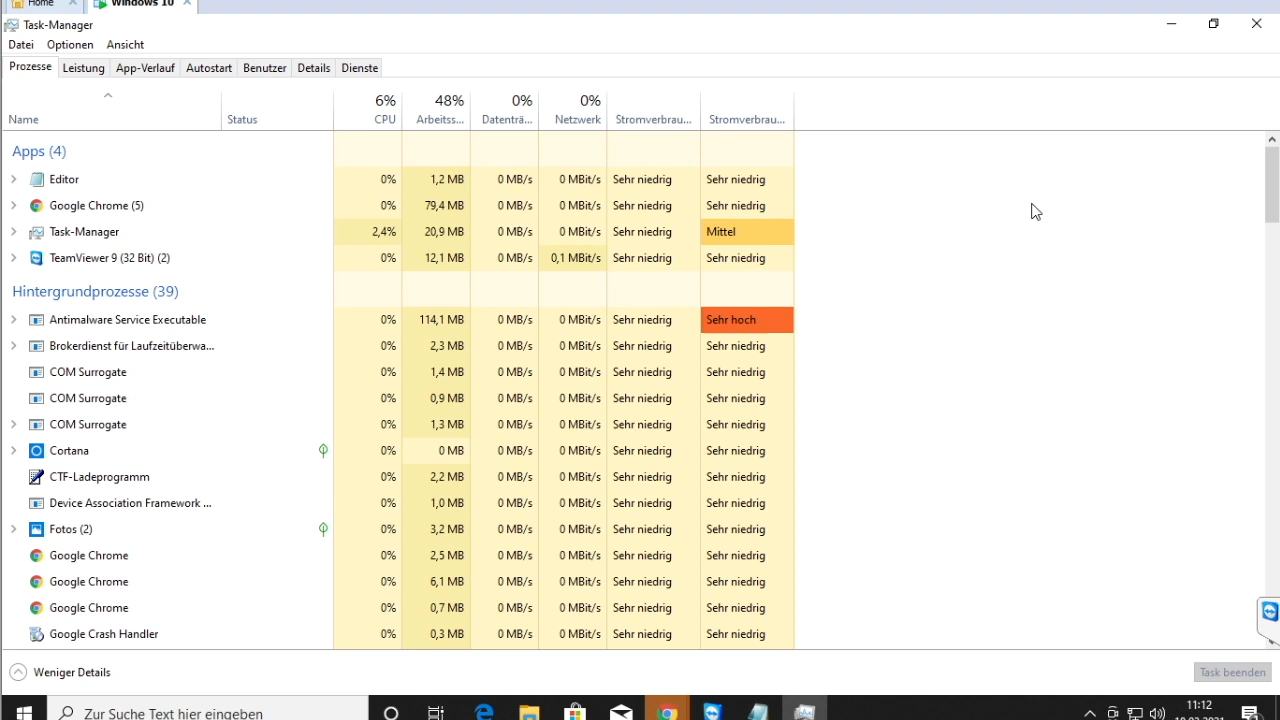 Home
Windows 10
Task-Manager
Datei Optionen Ansicht
Prozesse Leistung App-Verlauf Autostart Benutzer Details Dienste
6% 48% 0% 0%
Name Status CPU Arbeitss... Datenträ... Netzwerk Stromverbrau... Stromverbrau...
Apps (4)
Editor 0% 1,2 MB 0 MB/s 0 MBit/s Sehr niedrig Sehr niedrig
Google Chrome (5) 0% 79,4 MB 0 MB/s 0 MBit/s Sehr niedrig Sehr niedrig
Task-Manager 2,4% 20,9 MB 0 MB/s 0 MBit/s Sehr niedrig Mittel
TeamViewer 9 (32 Bit) (2) 0% 12,1 MB 0 MB/s 0,1 MBit/s Sehr niedrig Sehr niedrig
Hintergrundprozesse (39)
Antimalware Service Executable 0% 114,1 MB 0 MB/s 0 MBit/s Sehr niedrig Sehr hoch
Brokerdienst für Laufzeitüberwa... 0% 2,3 MB 0 MB/s 0 MBit/s Sehr niedrig Sehr niedrig
COM Surrogate 0% 1,4 MB 0 MB/s 0 MBit/s Sehr niedrig Sehr niedrig
COM Surrogate 0% 0,9 MB 0 MB/s 0 MBit/s Sehr niedrig Sehr niedrig
COM Surrogate 0% 1,3 MB 0 MB/s 0 MBit/s Sehr niedrig Sehr niedrig
Cortana 0% 0 MB 0 MB/s 0 MBit/s Sehr niedrig Sehr niedrig
CTF-Ladeprogramm 0% 2,2 MB 0 MB/s 0 MBit/s Sehr niedrig Sehr niedrig
Device Association Framework ... 0% 1,0 MB 0 MB/s 0 MBit/s Sehr niedrig Sehr niedrig
Fotos (2) 0% 3,2 MB 0 MB/s 0 MBit/s Sehr niedrig Sehr niedrig
Google Chrome 0% 2,5 MB 0 MB/s 0 MBit/s Sehr niedrig Sehr niedrig
Google Chrome 0% 6,1 MB 0 MB/s 0 MBit/s Sehr niedrig Sehr niedrig
Google Chrome 0% 0,7 MB 0 MB/s 0 MBit/s Sehr niedrig Sehr niedrig
Google Crash Handler 0% 0,3 MB 0 MB/s 0 MBit/s Sehr niedrig Sehr niedrig
Weniger Details Task beenden
Zur Suche Text hier eingeben 11:12